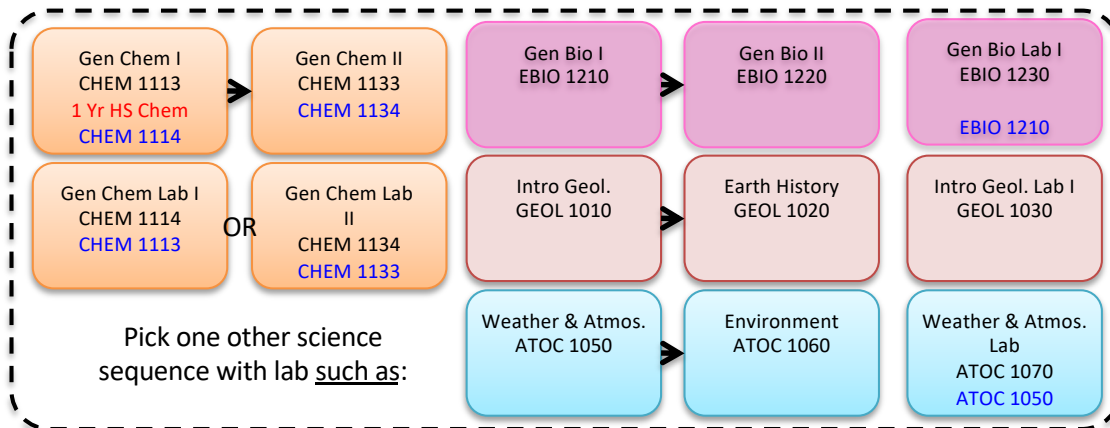 Gen Chem I
CHEM 1113
1 Yr HS Chem
CHEM 1114
Gen Chem II
CHEM 1133
CHEM 1134
Gen Bio I
EBIO 1210
Gen Bio II
EBIO 1220
Gen Bio Lab I
EBIO 1230
EBIO 1210
Gen Chem Lab I
CHEM 1114
CHEM 1113
OR
Gen Chem Lab
II
CHEM 1134
CHEM 1133
Intro Geol.
GEOL 1010
Earth History
GEOL 1020
Intro Geol. Lab I
GEOL 1030
Pick one other science
sequence with lab such as:
Weather & Atmos.
ATOC 1050
Environment
ATOC 1060
Weather & Atmos.
Lab
ATOC 1070
ATOC 1050